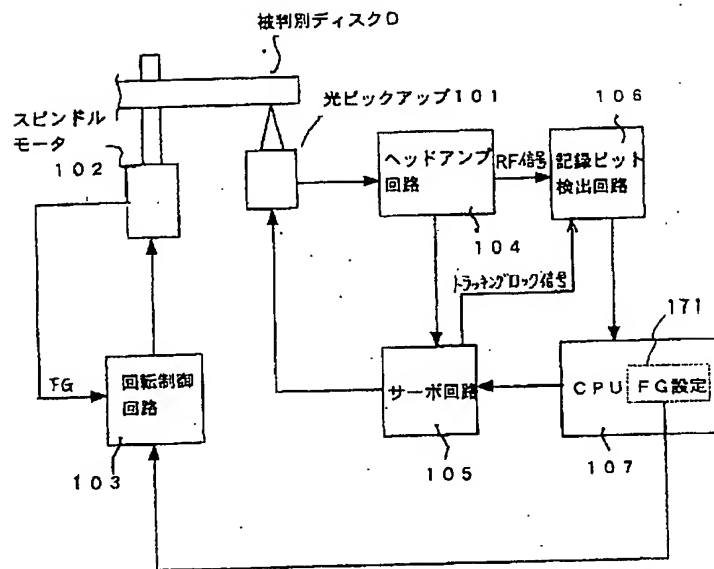 被判別ディスクD
光ピックアップ101
106
スピンドル
モータ
102
ヘッドアンプ
回路
RF信号
記録ピット
検出回路
104
トラッキングロック信号
171
FG
回転制御
回路
サーボ回路
CPU
FG設定
103
105
107